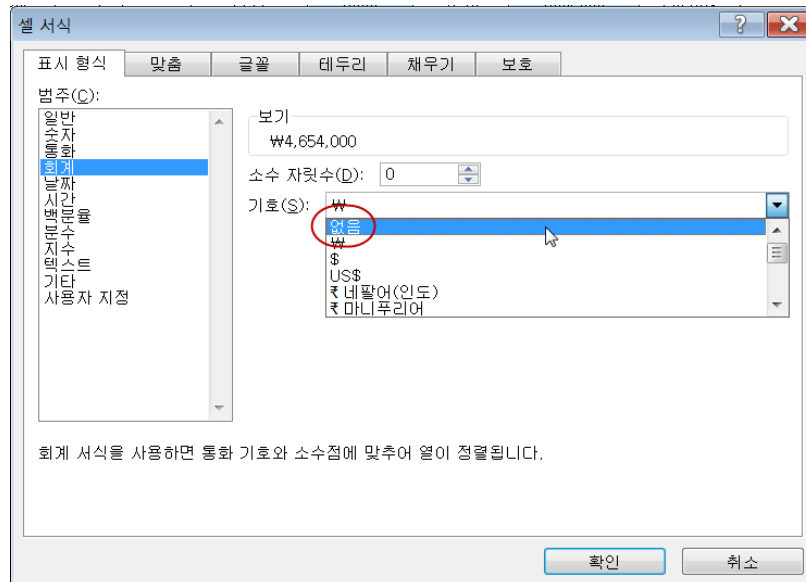 셀 서식
표시 형식 맞춤 글꼴 테두리 채우기 보호
범주(C):
일반
숫자
통화
회계
날짜
시간
백분율
분수
지수
텍스트
기타
사용자 지정
보기
₩4,654,000
소수 자릿수(D): 0
기호(S): ₩
없음
₩
$
US$
₹ 네팔어(인도)
₹ 마니푸리어
회계 서식을 사용하면 통화 기호와 소수점에 맞추어 열이 정렬됩니다.
확인 취소